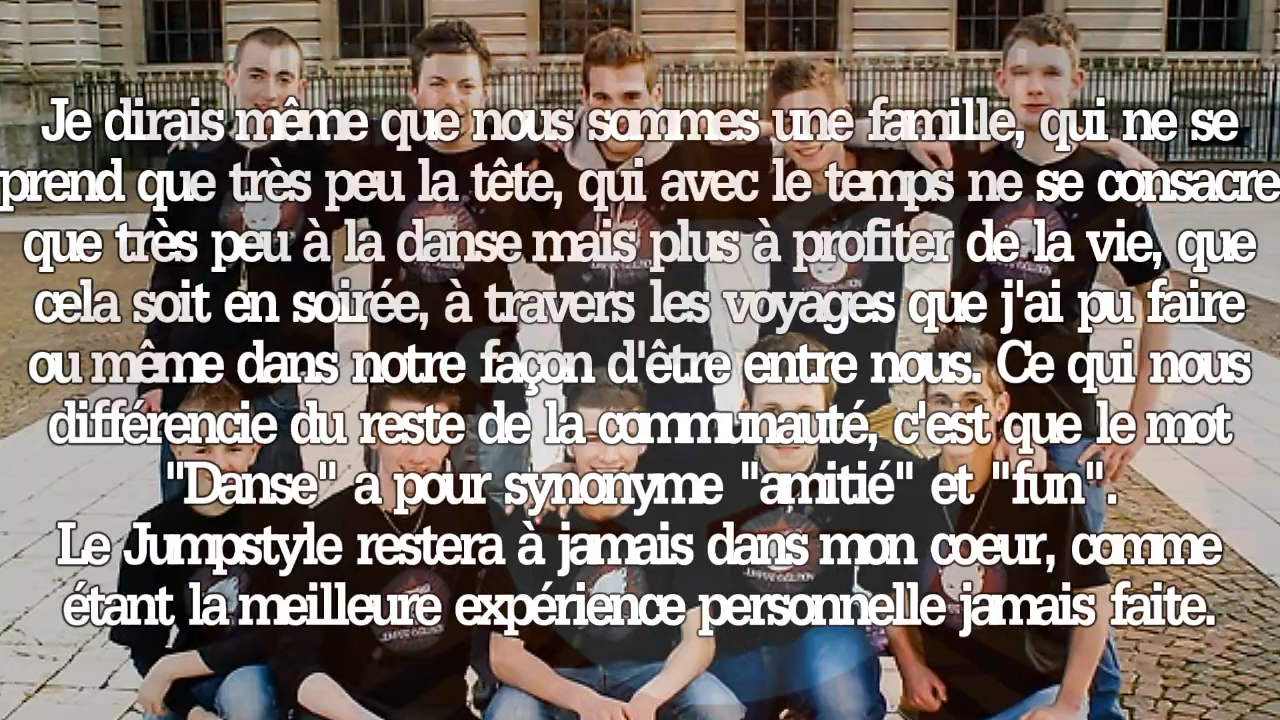 Je dirais même que nous sommes une famille, qui ne se
prend que très peu la tête, qui avec le temps ne se consacre
que très peu à la danse mais plus à profiter de la vie, que
cela soit en soirée, à travers les voyages que j'ai pu faire
ou même dans notre façon d'être entre nous. Ce qui nous
différencie du reste de la communauté, c'est que le mot
"Danse" a pour synonyme "amitié" et "fun".
Le Jumpstyle restera à jamais dans mon coeur, comme
étant la meilleure expérience personnelle jamais faite.